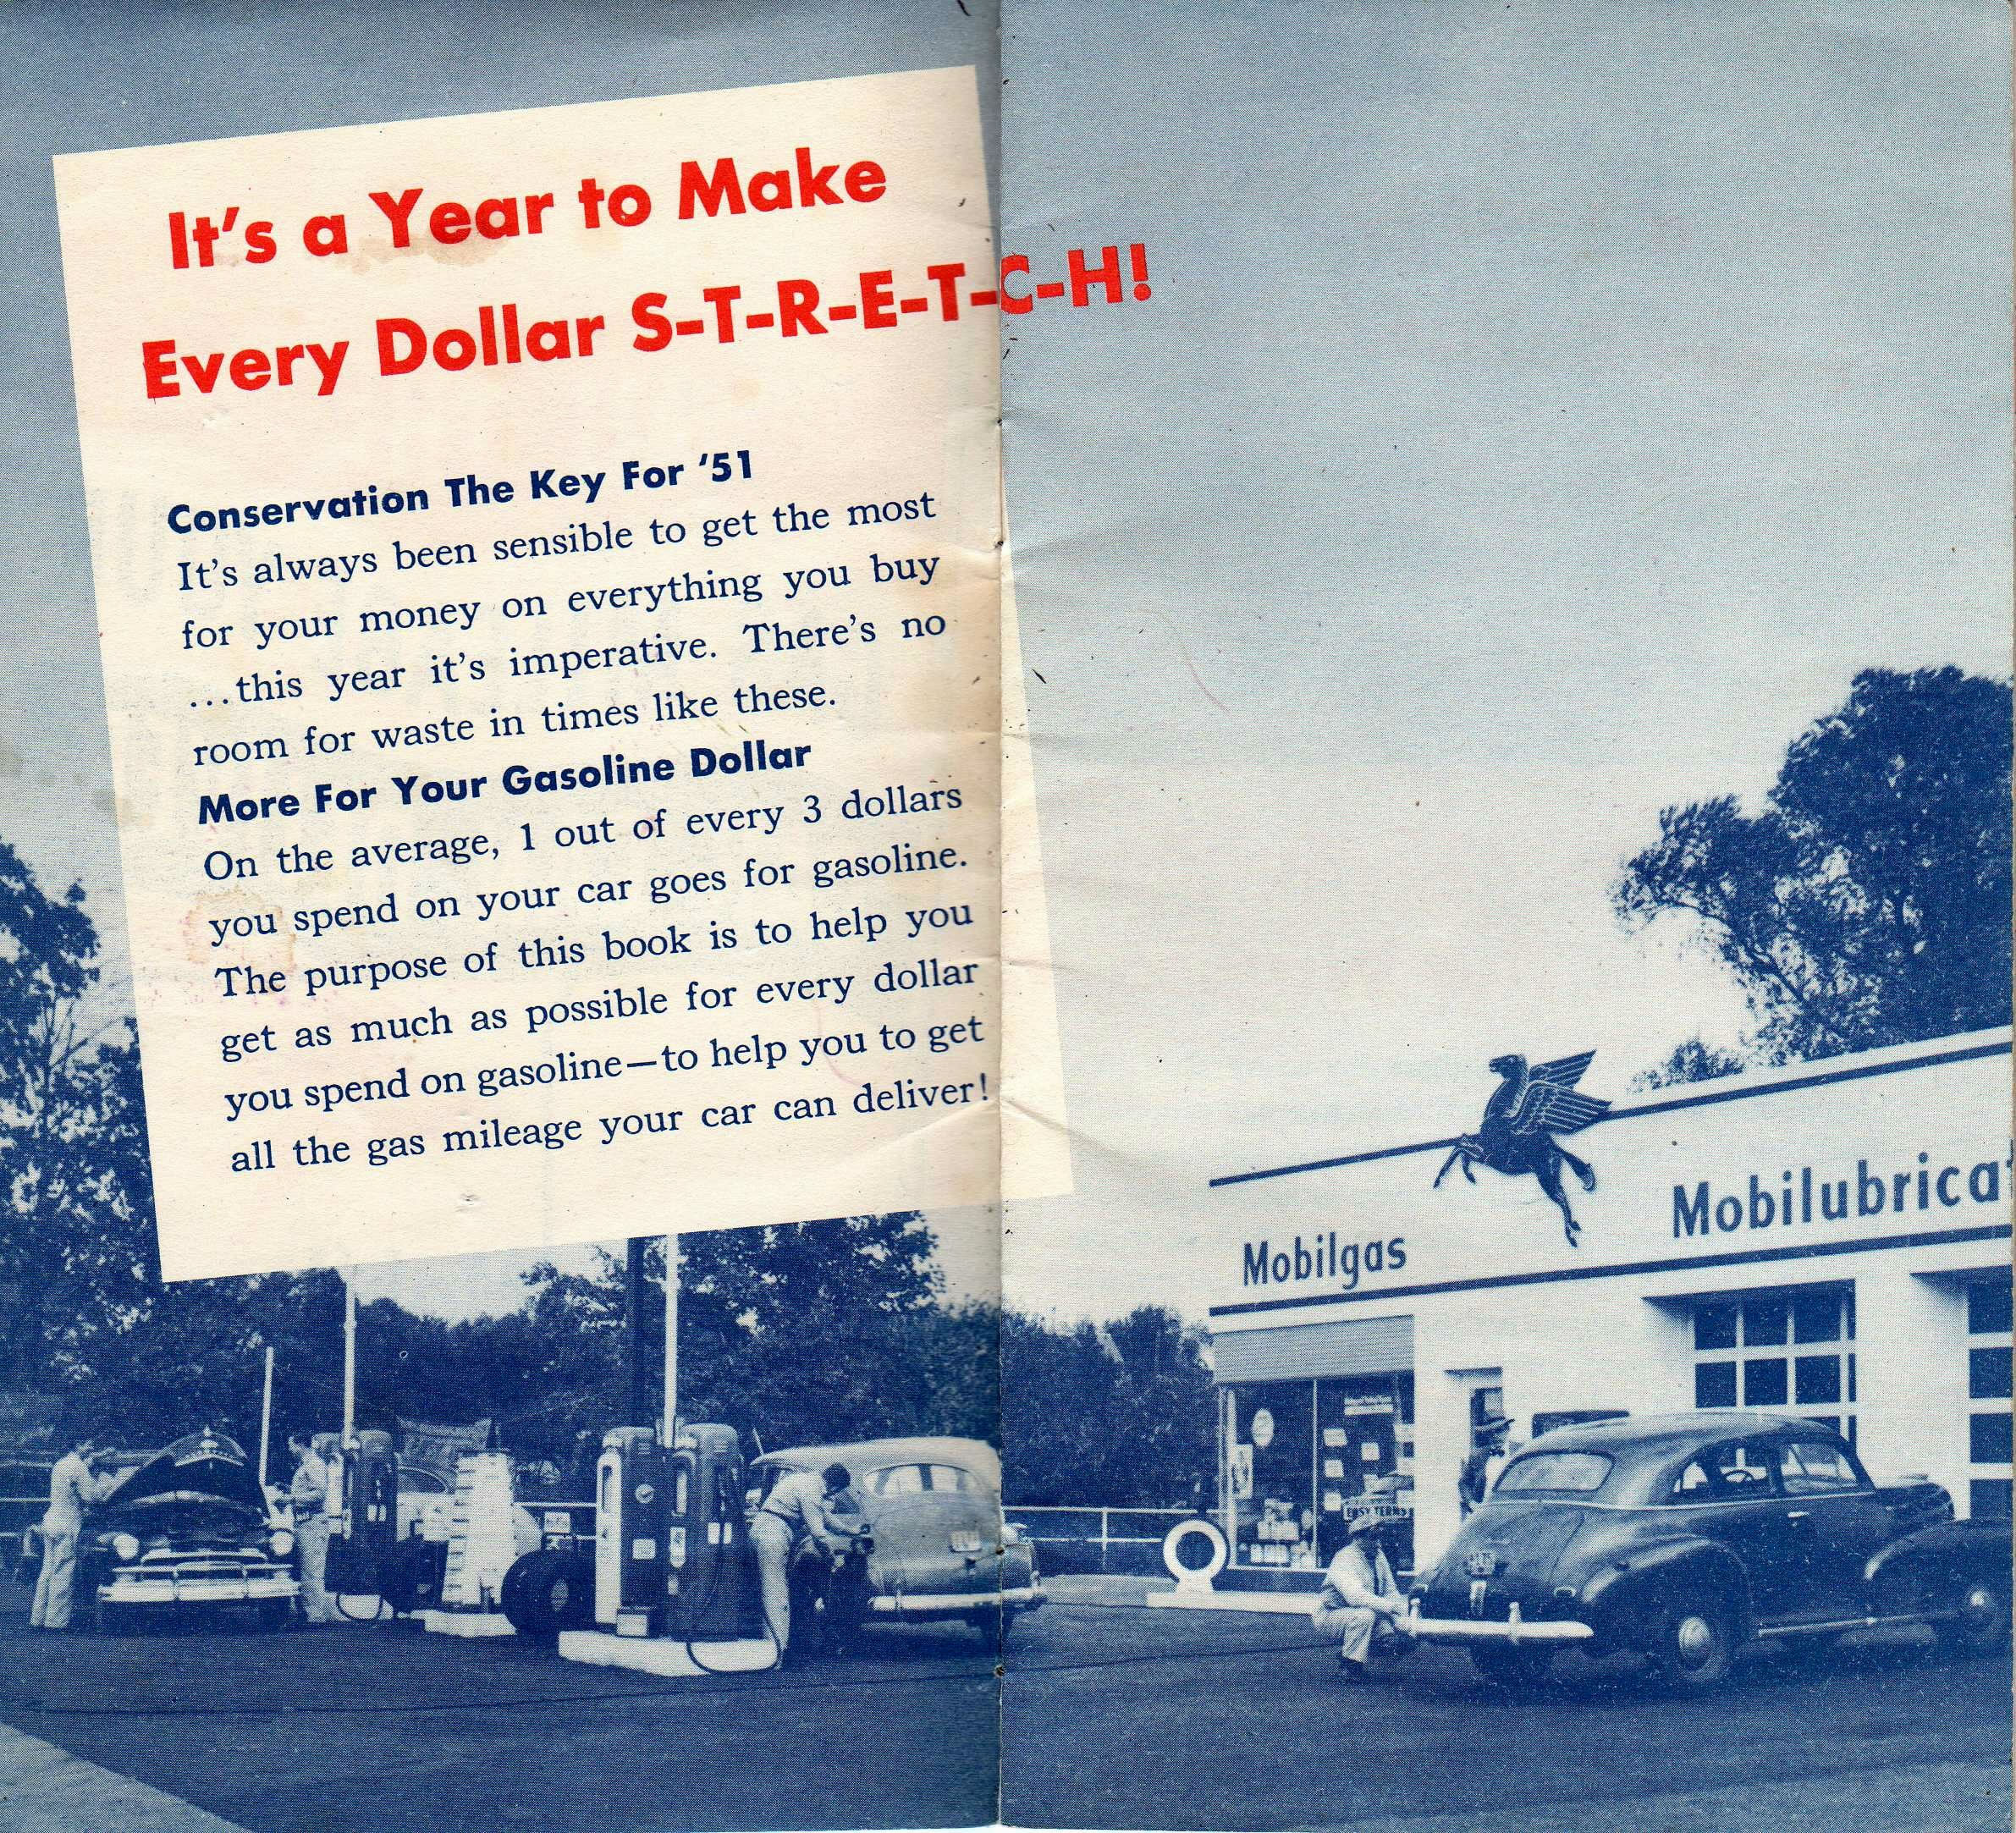 It's a Year to Make
Every Dollar S-T-R-E-T-C-H!
Conservation The Key For '51
It's always been sensible to get the most
for your money on everything you buy
...this year it's imperative. There's no
room for waste in times like these.
More For Your Gasoline Dollar
On the average, 1 out of every 3 dollars
you spend on your car goes for gasoline.
The purpose of this book is to help you
get as much as possible for every dollar
you spend on gasoline—to help you to get
all the gas mileage your car can deliver!
Mobilgas
Mobilubrica
EASY TERMS